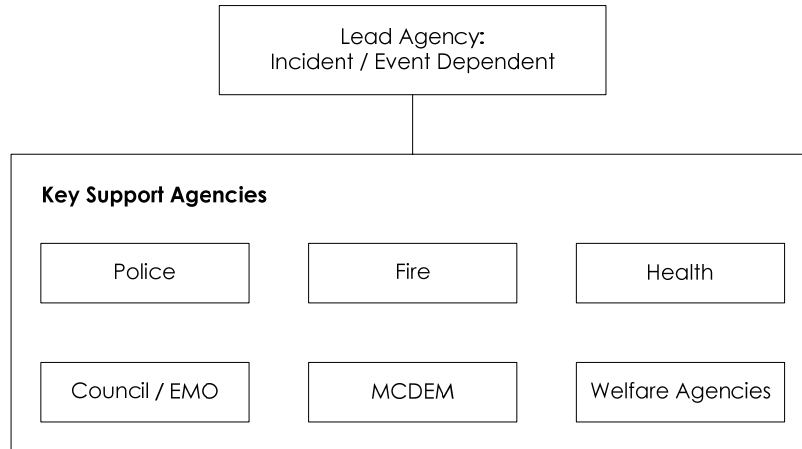 Lead Agency:
Incident / Event Dependent
Key Support Agencies
Police
Fire
Health
Council / EMO
MCDEM
Welfare Agencies